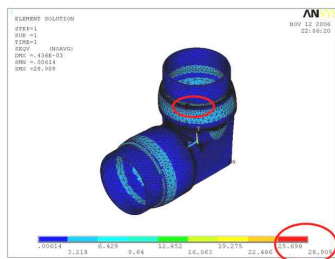 ELEMENT SOLUTION
STEP=1
SUB =1
TIME=1
SEQV (NOAVG)
DMX =.436E-03
SMN =.00614
SMX =28.909
ANSYS
NOV 12 2006
22:06:20
.00614 6.429 12.852 19.275 25.698
3.218 9.64 16.063 22.486 28.909